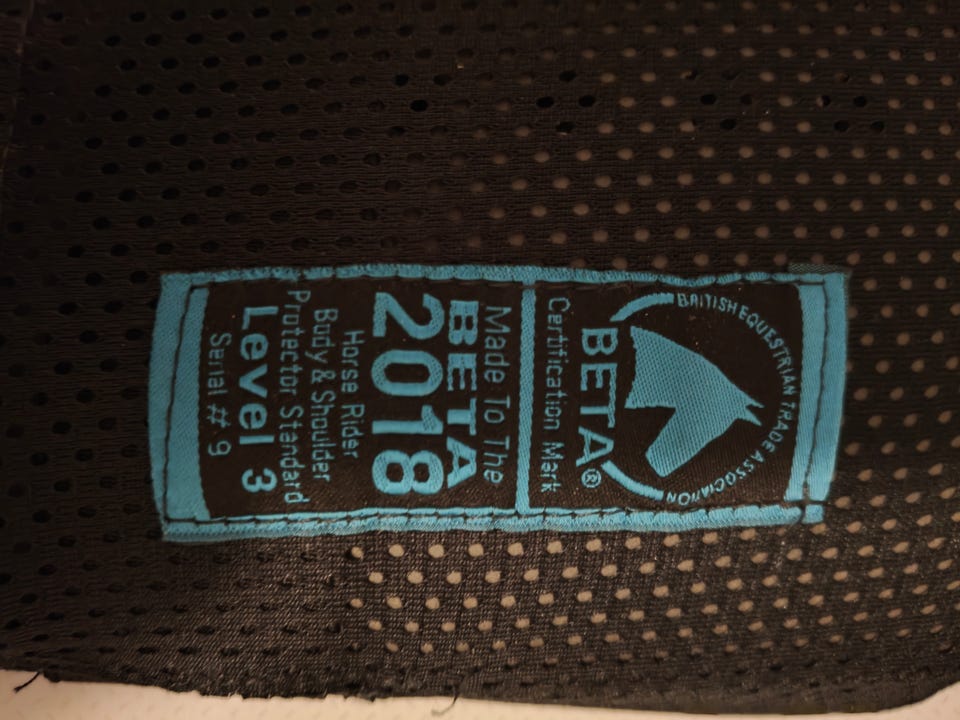 BRITISH EQUESTRIAN TRADE ASSOCIATION
BETA®
Certification Mark
Made To The
BETA
2018
Horse Rider
Body & Shoulder
Protector Standard
Level 3
Serial # 9